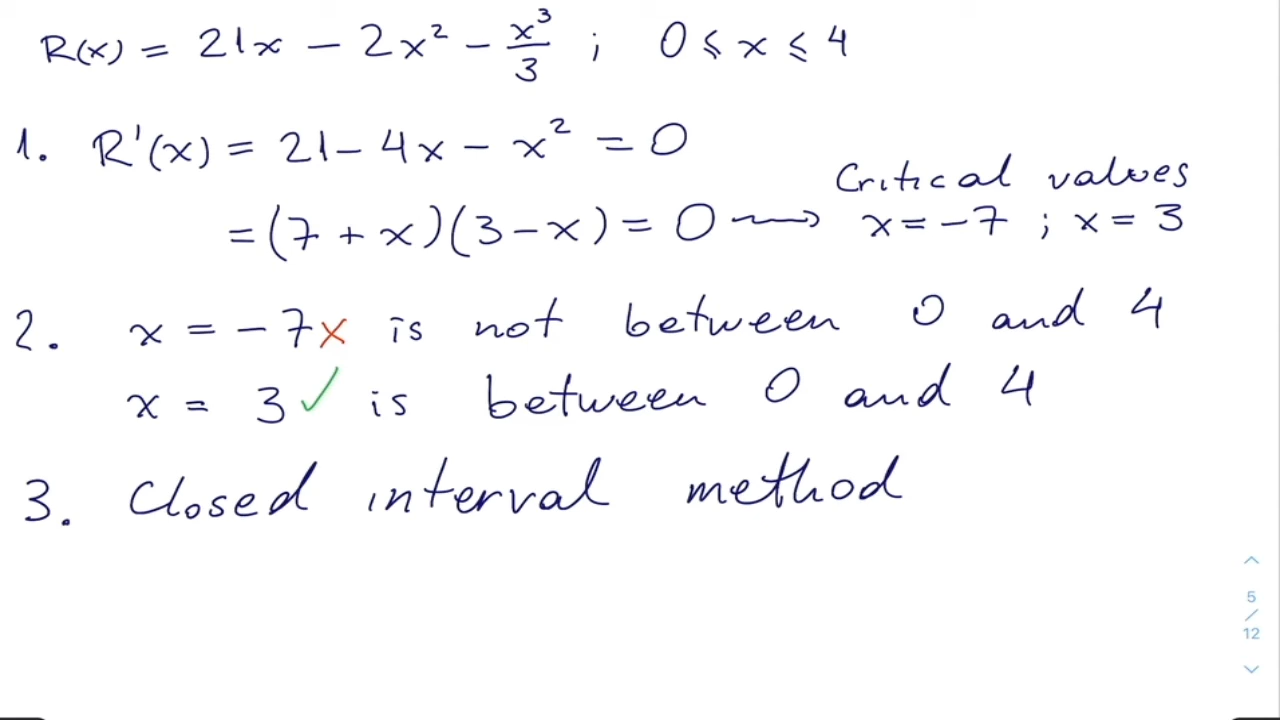 R(x) = 21x − 2x² − x³/3 ; 0 ≤ x ≤ 4
1. R'(x) = 21 − 4x − x² = 0
Critical values
= (7 + x)(3 − x) = 0 ⟿ x = −7 ; x = 3
2. x = −7 x is not between 0 and 4
x = 3 ✓ is between 0 and 4
3. Closed interval method
5
/
12